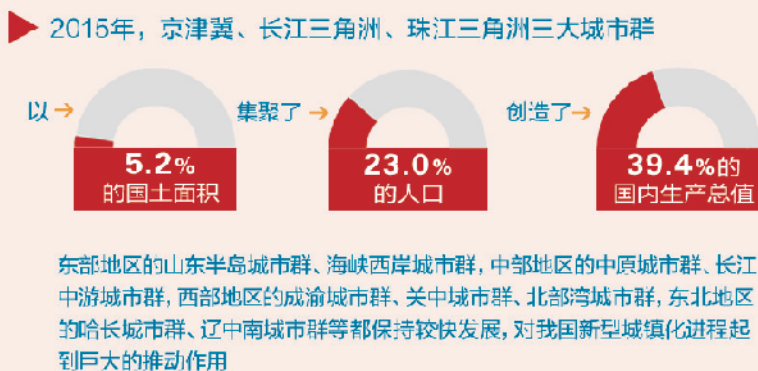 2015年，京津冀、长江三角洲、珠江三角洲三大城市群
以 集聚了 创造了
5.2% 23.0% 39.4%的
的国土面积 的人口 国内生产总值
东部地区的山东半岛城市群、海峡西岸城市群，中部地区的中原城市群、长江
中游城市群，西部地区的成渝城市群、关中城市群、北部湾城市群，东北地区
的哈长城市群、辽中南城市群等都保持较快发展，对我国新型城镇化进程起
到巨大的推动作用